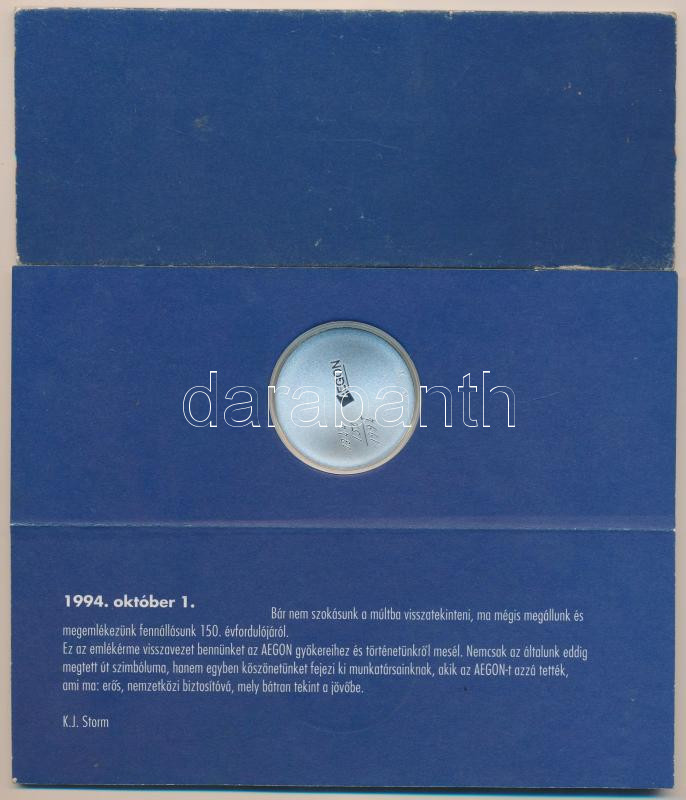 AEGON
darabanth
1994. október 1.
Bár nem szokásunk a múltba visszatekinteni, ma mégis megállunk és
megemlékezünk fennállásunk 150. évfordulójáról.
Ez az emlékérme visszavezet bennünket az AEGON gyökereihez és történetünkről mesél. Nemcsak az általunk eddig
megtett út szimbóluma, hanem egyben köszönetünket fejezi ki munkatársainknak, akik az AEGON-t azzá tették,
ami ma: erős, nemzetközi biztosítóvá, mely bátran tekint a jövőbe.
K.J. Storm